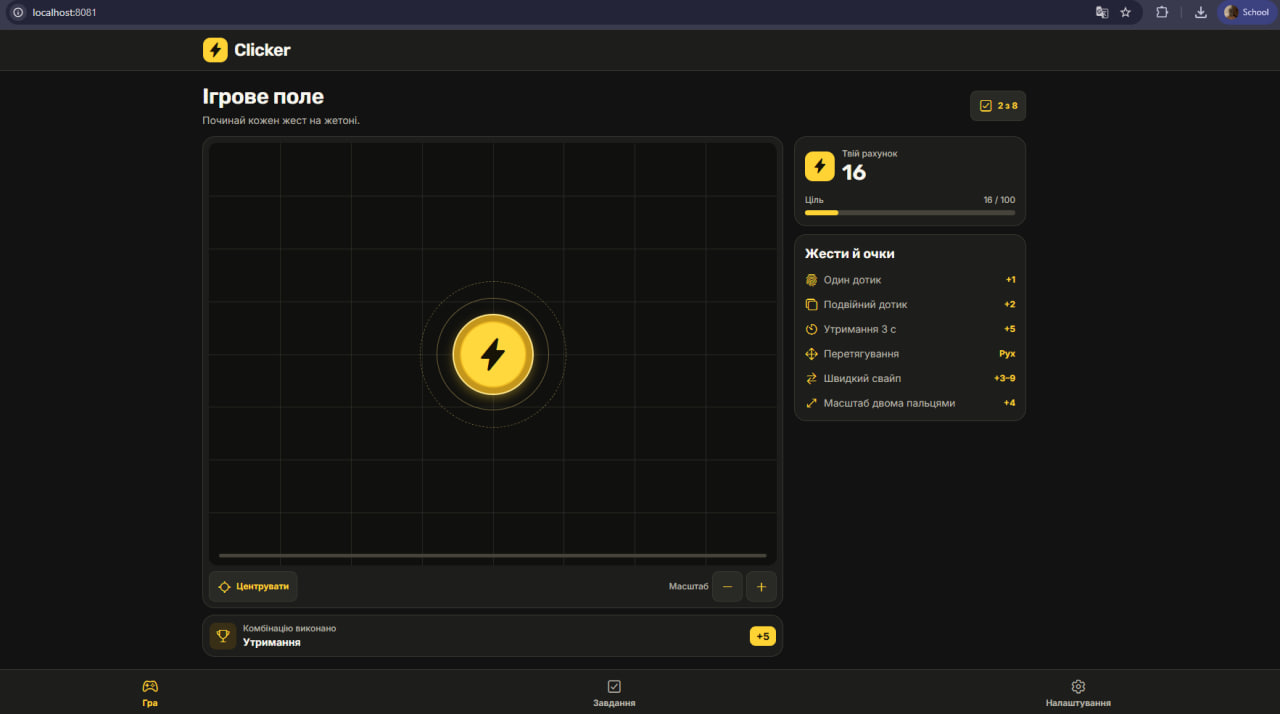 localhost:8081
School
Clicker
Ігрове поле
Починай кожен жест на жетоні.
2 з 8
Твій рахунок
16
Ціль
16 / 100
Жести й очки
Один дотик +1
Подвійний дотик +2
Утримання 3 с +5
Перетягування Рух
Швидкий свайп +3–9
Масштаб двома пальцями +4
Центрувати
Масштаб
Комбінацію виконано
Утримання
+5
Гра
Завдання
Налаштування